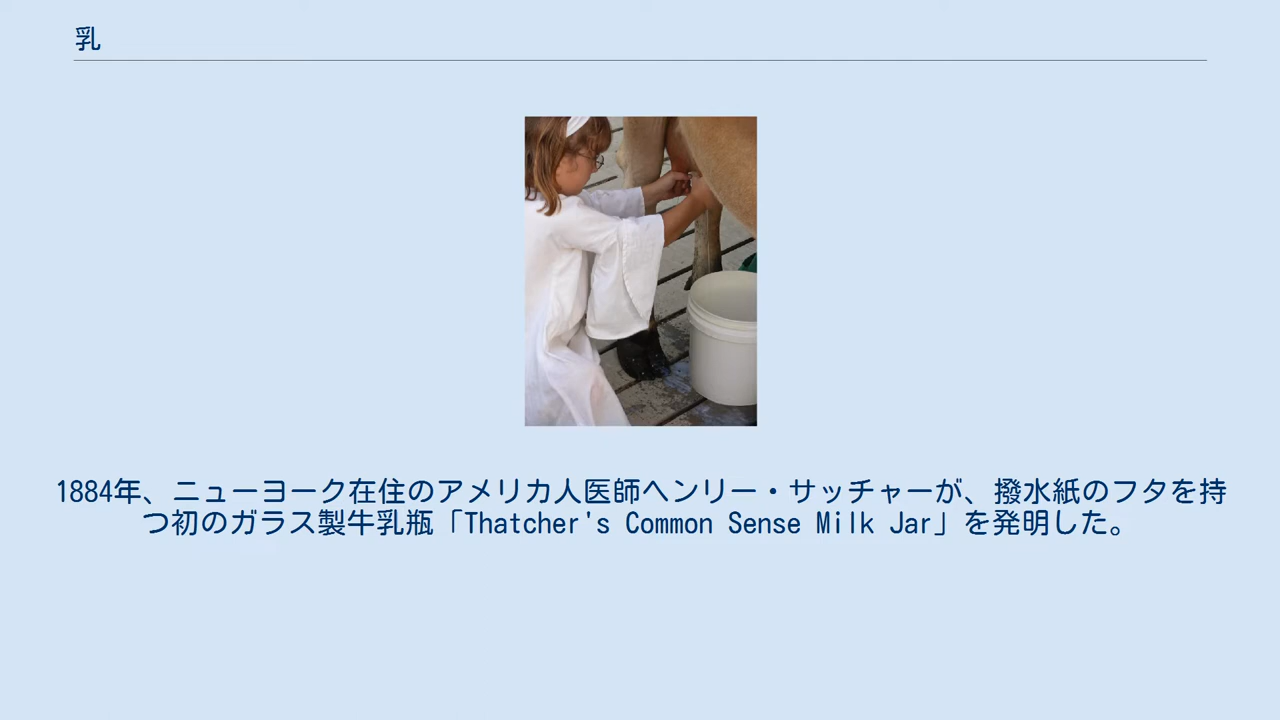 乳
1884年、ニューヨーク在住のアメリカ人医師ヘンリー・サッチャーが、撥水紙のフタを持
つ初のガラス製牛乳瓶「Thatcher's Common Sense Milk Jar」を発明した。